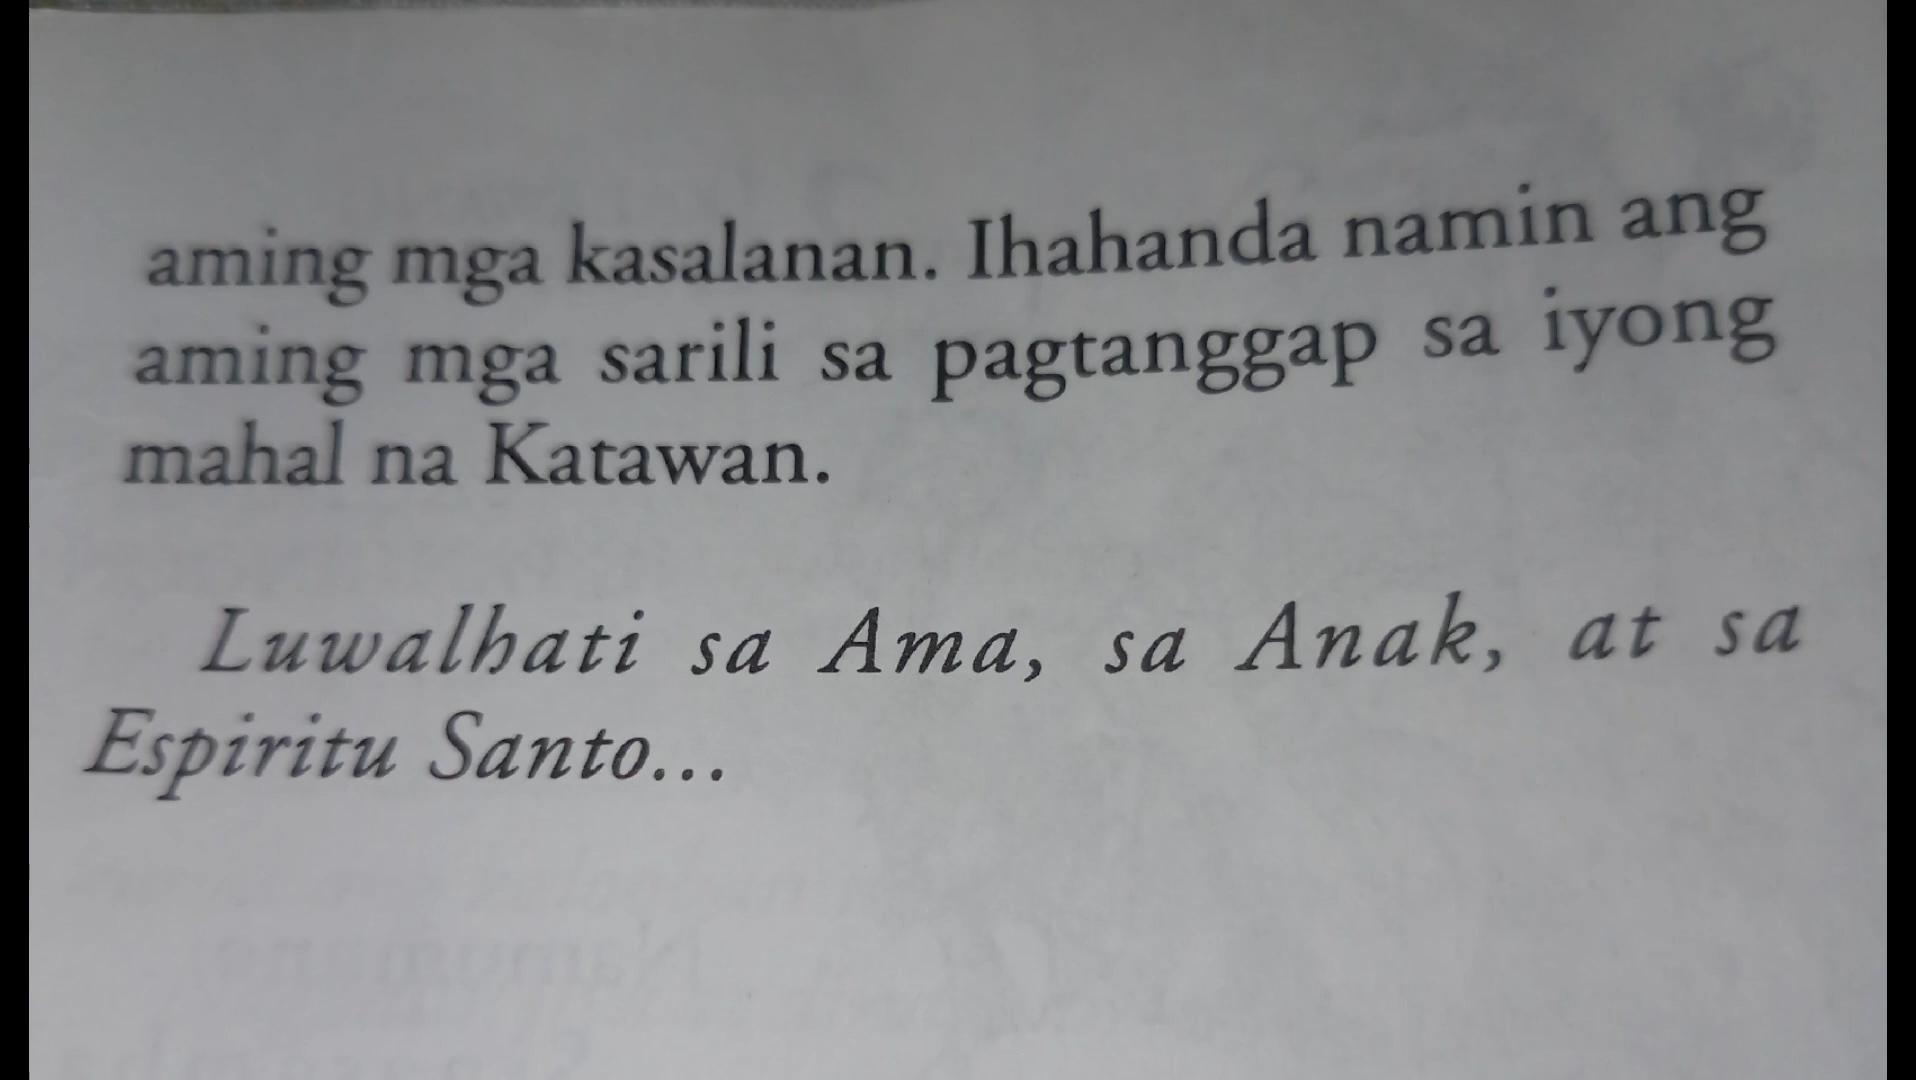 aming mga kasalanan. Ihahanda namin ang
aming mga sarili sa pagtanggap sa iyong
mahal na Katawan.
Luwalhati sa Ama, sa Anak, at sa
Espiritu Santo...